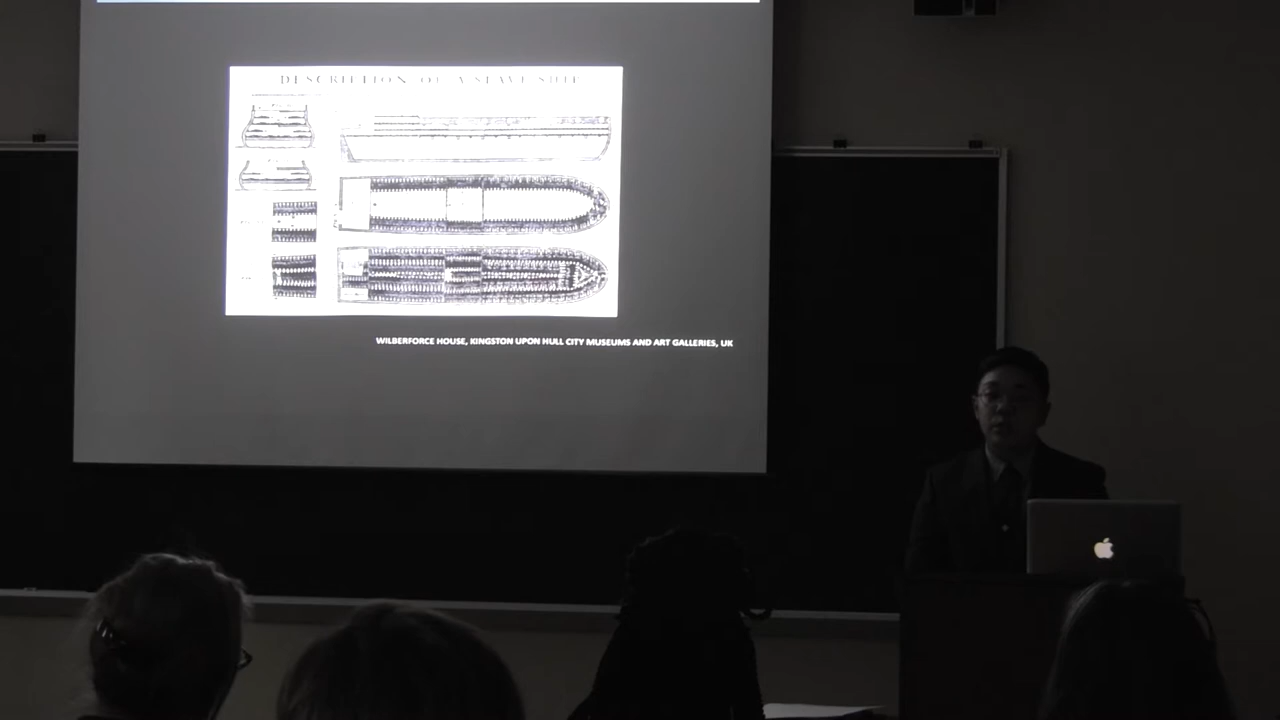 DESCRIPTION OF A SLAVE SHIP
WILBERFORCE HOUSE, KINGSTON UPON HULL CITY MUSEUMS AND ART GALLERIES, UK